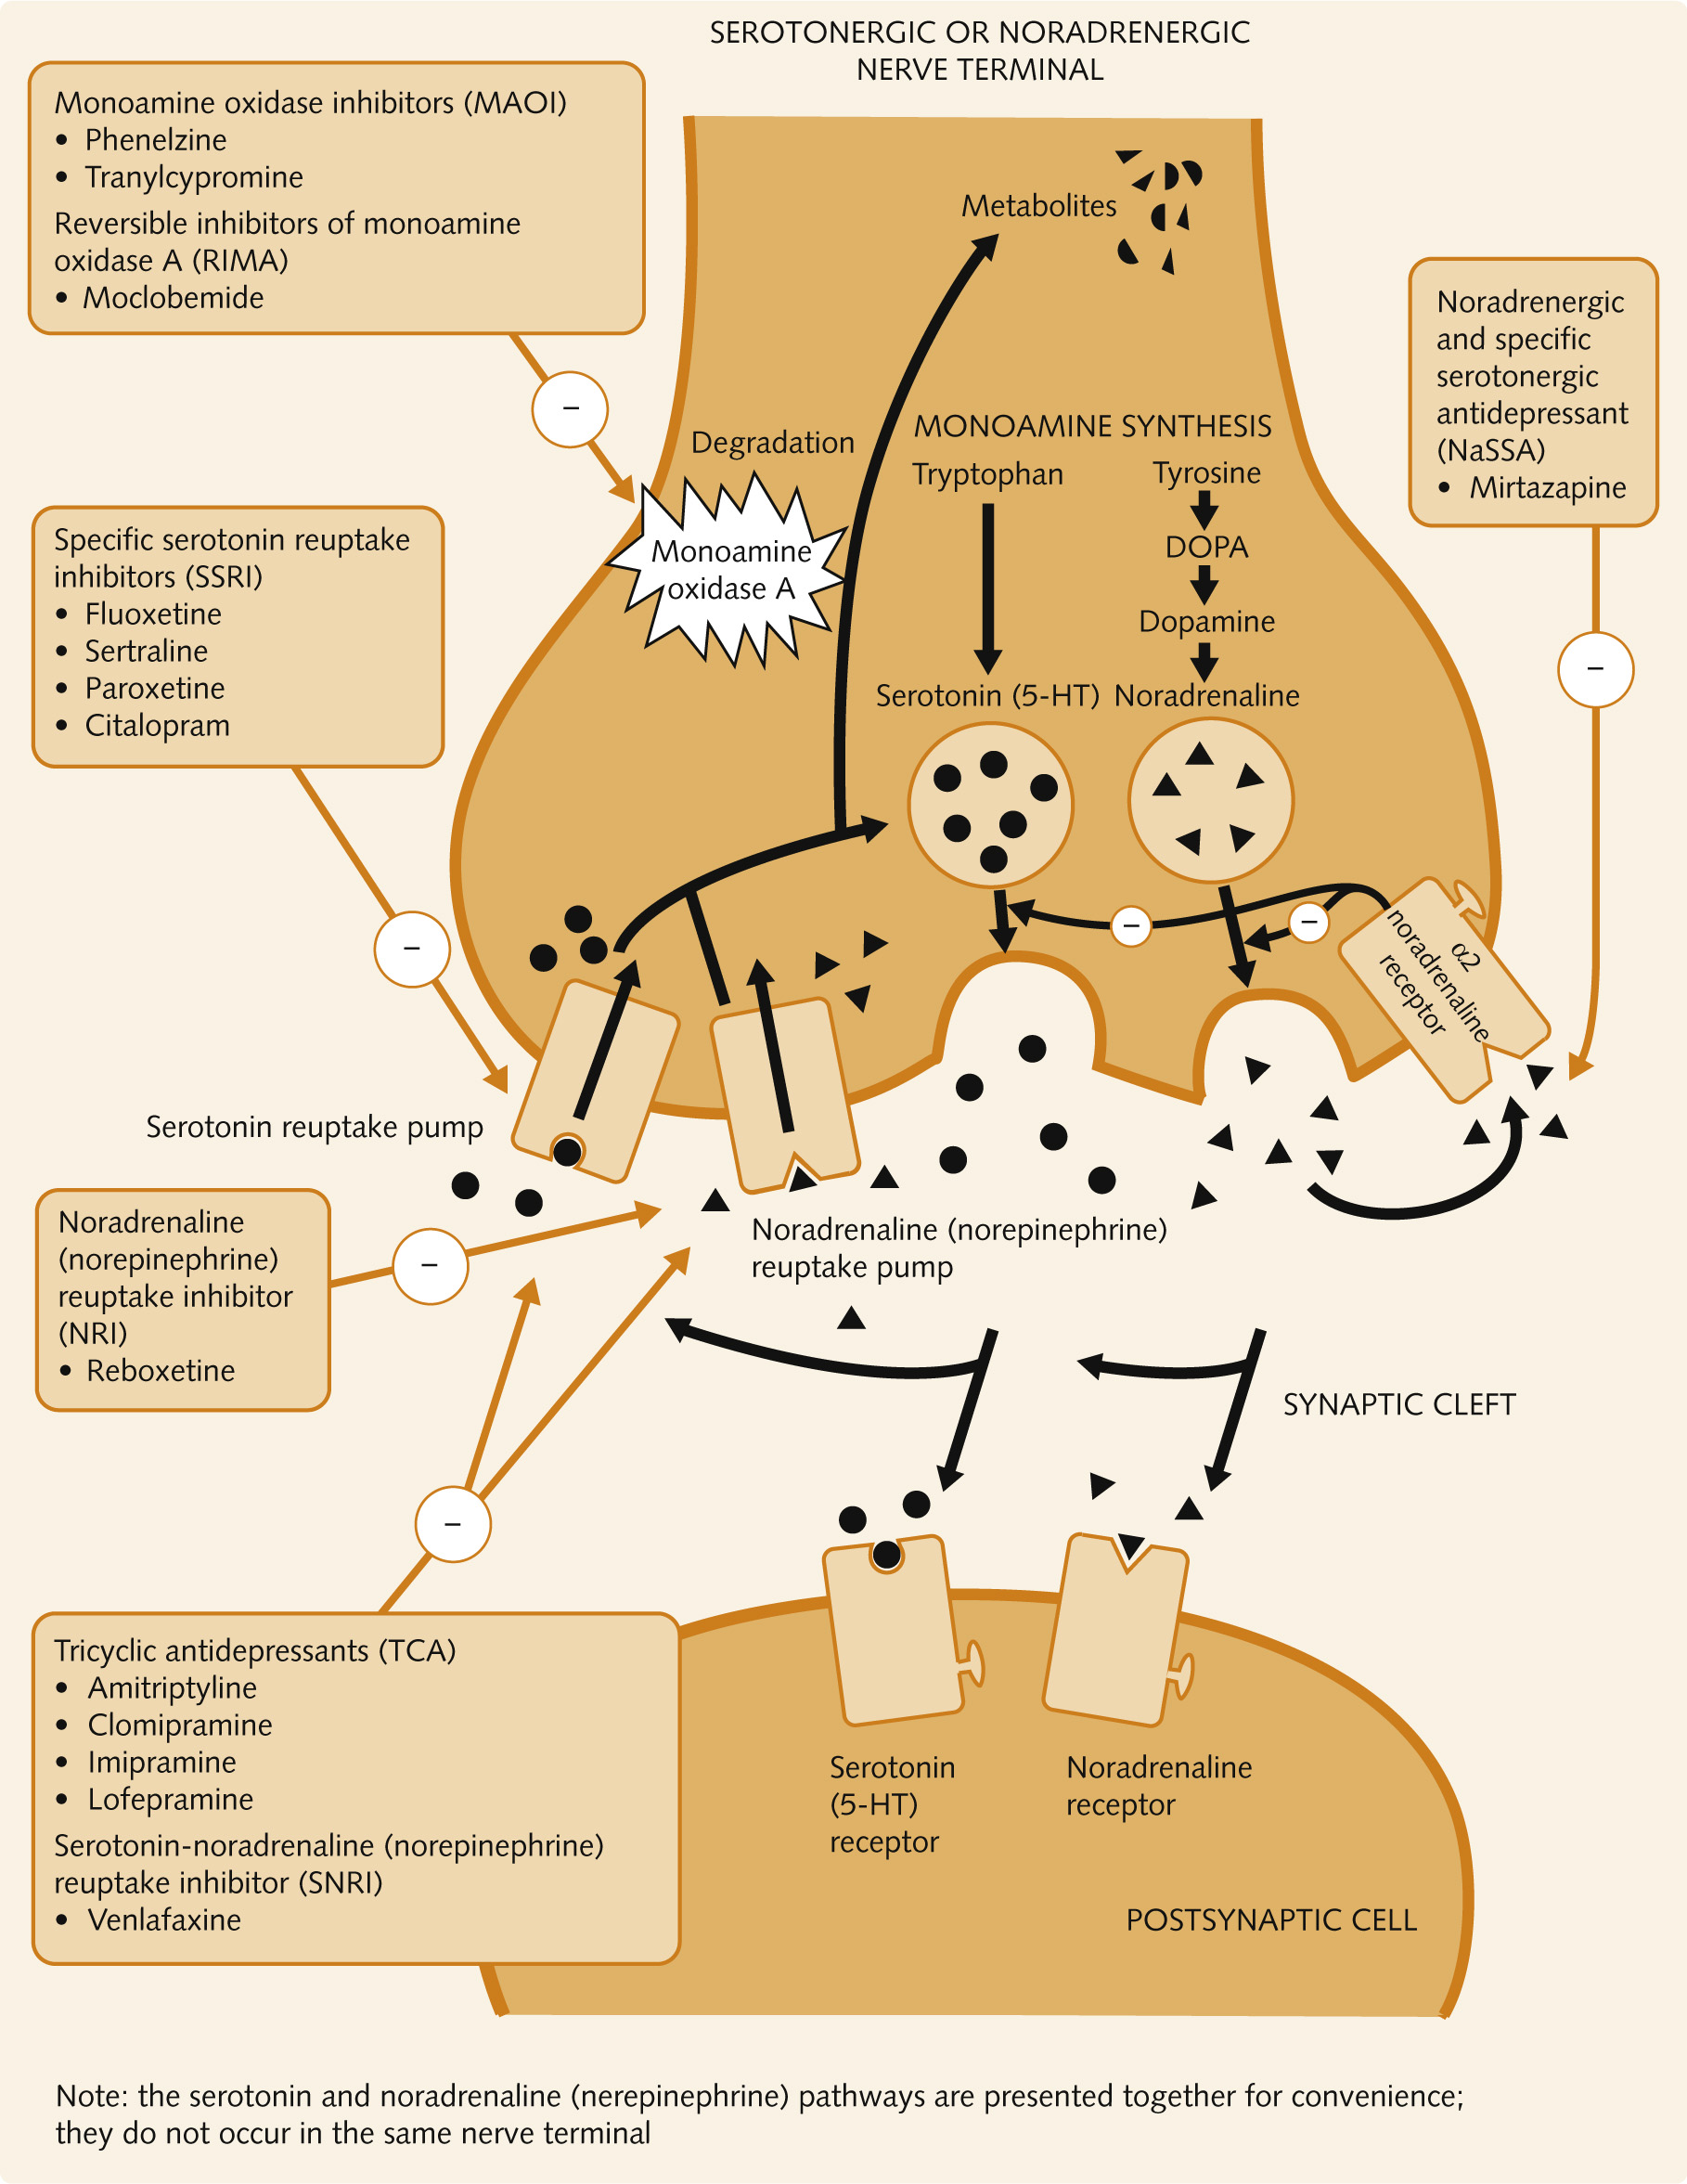 SEROTONERGIC OR NORADRENERGIC
NERVE TERMINAL
Monoamine oxidase inhibitors (MAOI)
• Phenelzine
• Tranylcypromine
Reversible inhibitors of monoamine
oxidase A (RIMA)
• Moclobemide
Metabolites
Noradrenergic
and specific
serotonergic
antidepressant
(NaSSA)
• Mirtazapine
–
–
Degradation
Monoamine
oxidase A
MONOAMINE SYNTHESIS
Tryptophan
Serotonin (5-HT)
Tyrosine
DOPA
Dopamine
Noradrenaline
Specific serotonin reuptake
inhibitors (SSRI)
• Fluoxetine
• Sertraline
• Paroxetine
• Citalopram
–
–
–
α2
noradrenaline
receptor
Serotonin reuptake pump
Noradrenaline
(norepinephrine)
reuptake inhibitor
(NRI)
• Reboxetine
–
Noradrenaline (norepinephrine)
reuptake pump
SYNAPTIC CLEFT
–
Tricyclic antidepressants (TCA)
• Amitriptyline
• Clomipramine
• Imipramine
• Lofepramine
Serotonin-noradrenaline (norepinephrine)
reuptake inhibitor (SNRI)
• Venlafaxine
Serotonin
(5-HT)
receptor
Noradrenaline
receptor
POSTSYNAPTIC CELL
Note: the serotonin and noradrenaline (nerepinephrine) pathways are presented together for convenience;
they do not occur in the same nerve terminal